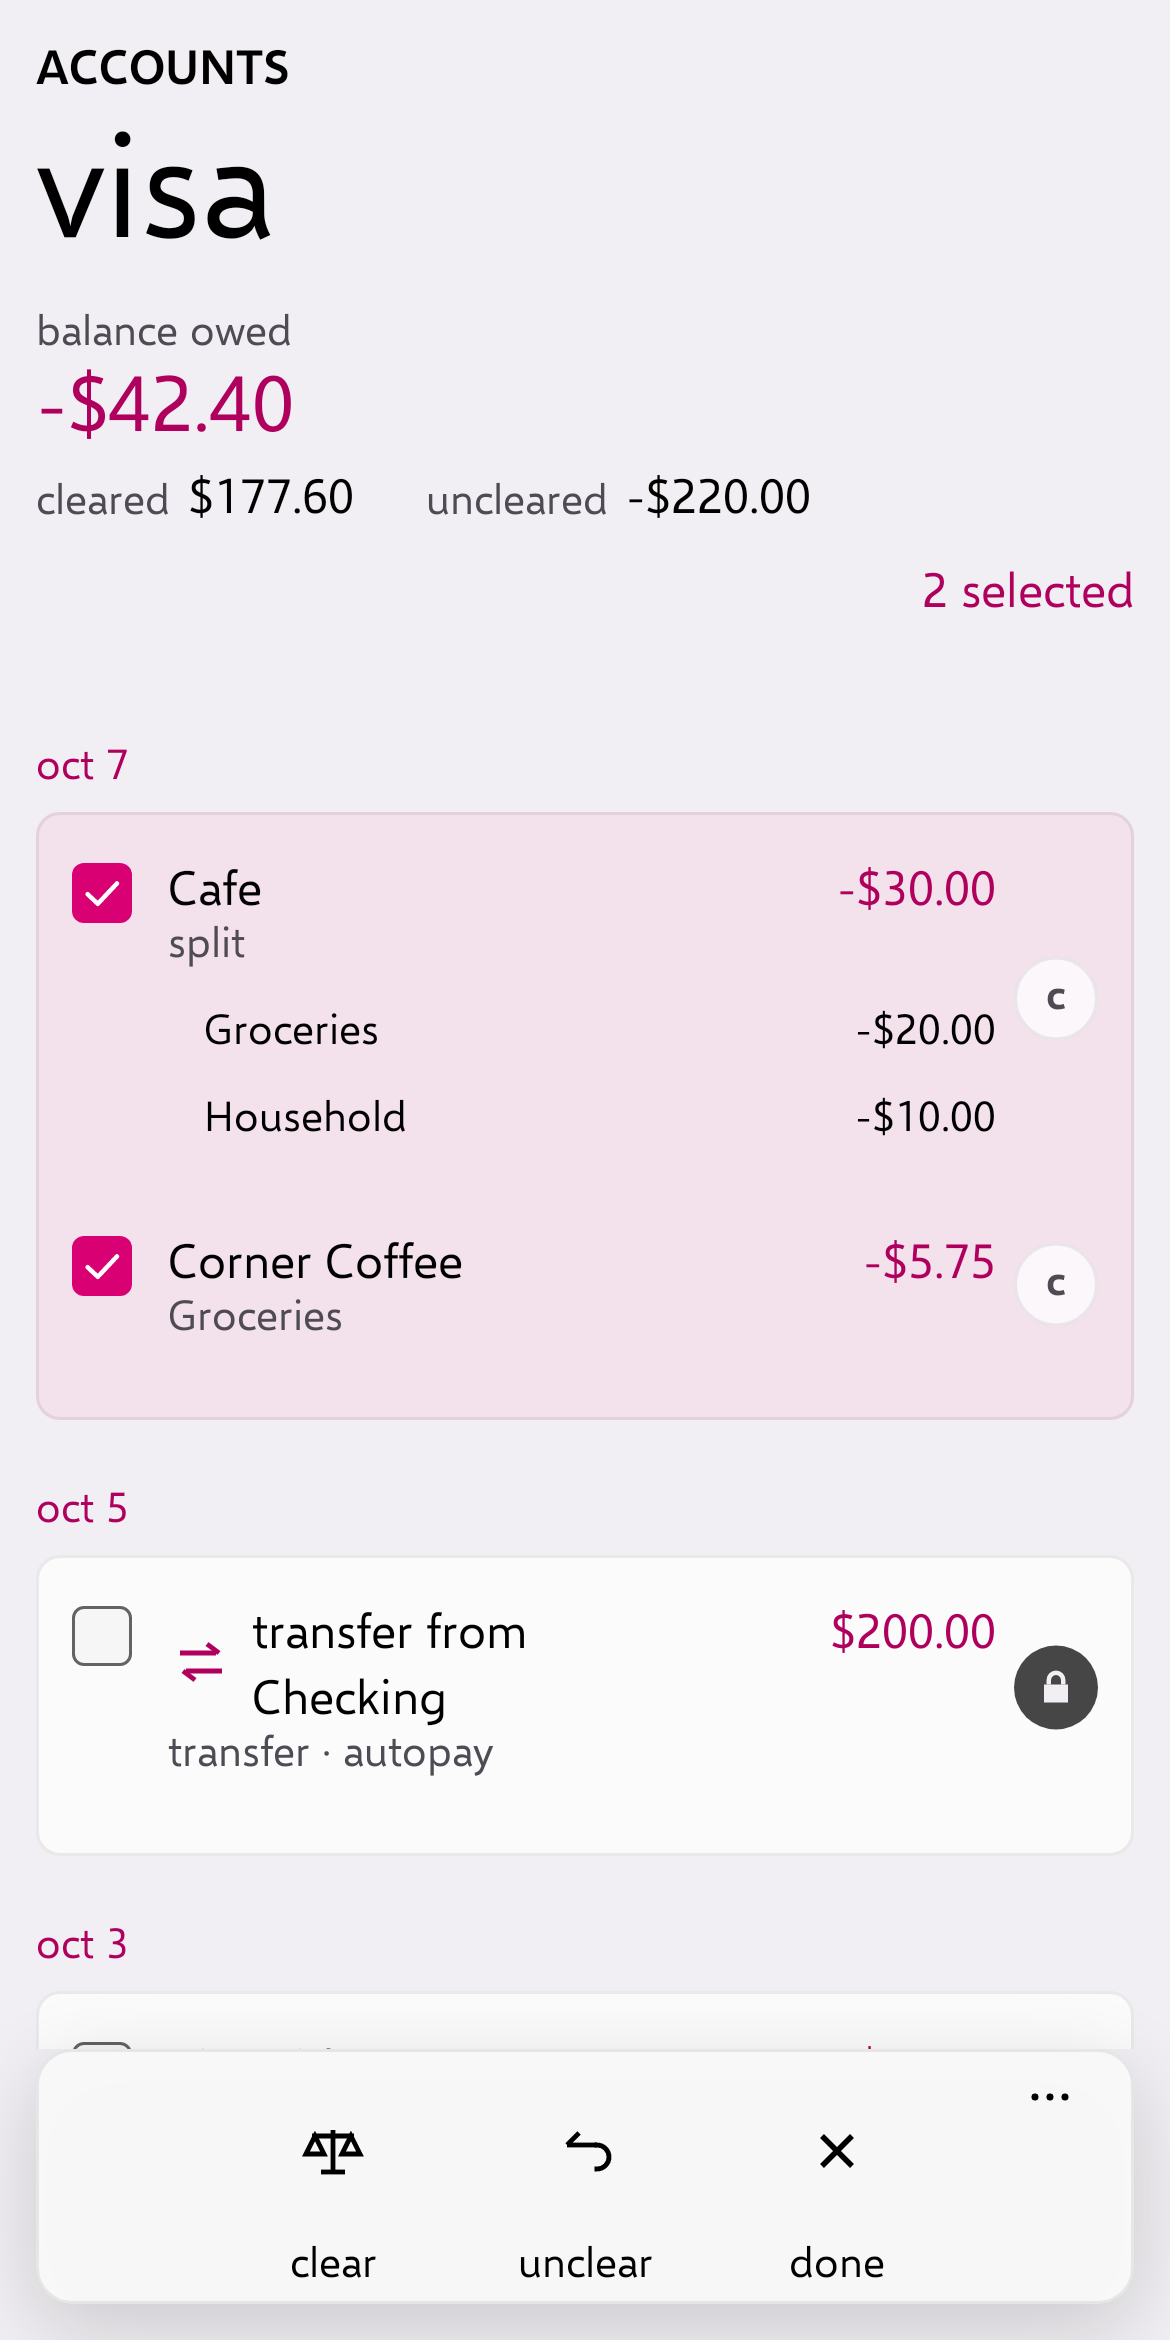 ACCOUNTS
visa
balance owed
-$42.40
cleared $177.60 uncleared -$220.00
2 selected
oct 7
Cafe -$30.00
split
c
Groceries -$20.00
Household -$10.00
Corner Coffee -$5.75
c
Groceries
oct 5
transfer from $200.00
Checking
transfer · autopay
oct 3
clear unclear done